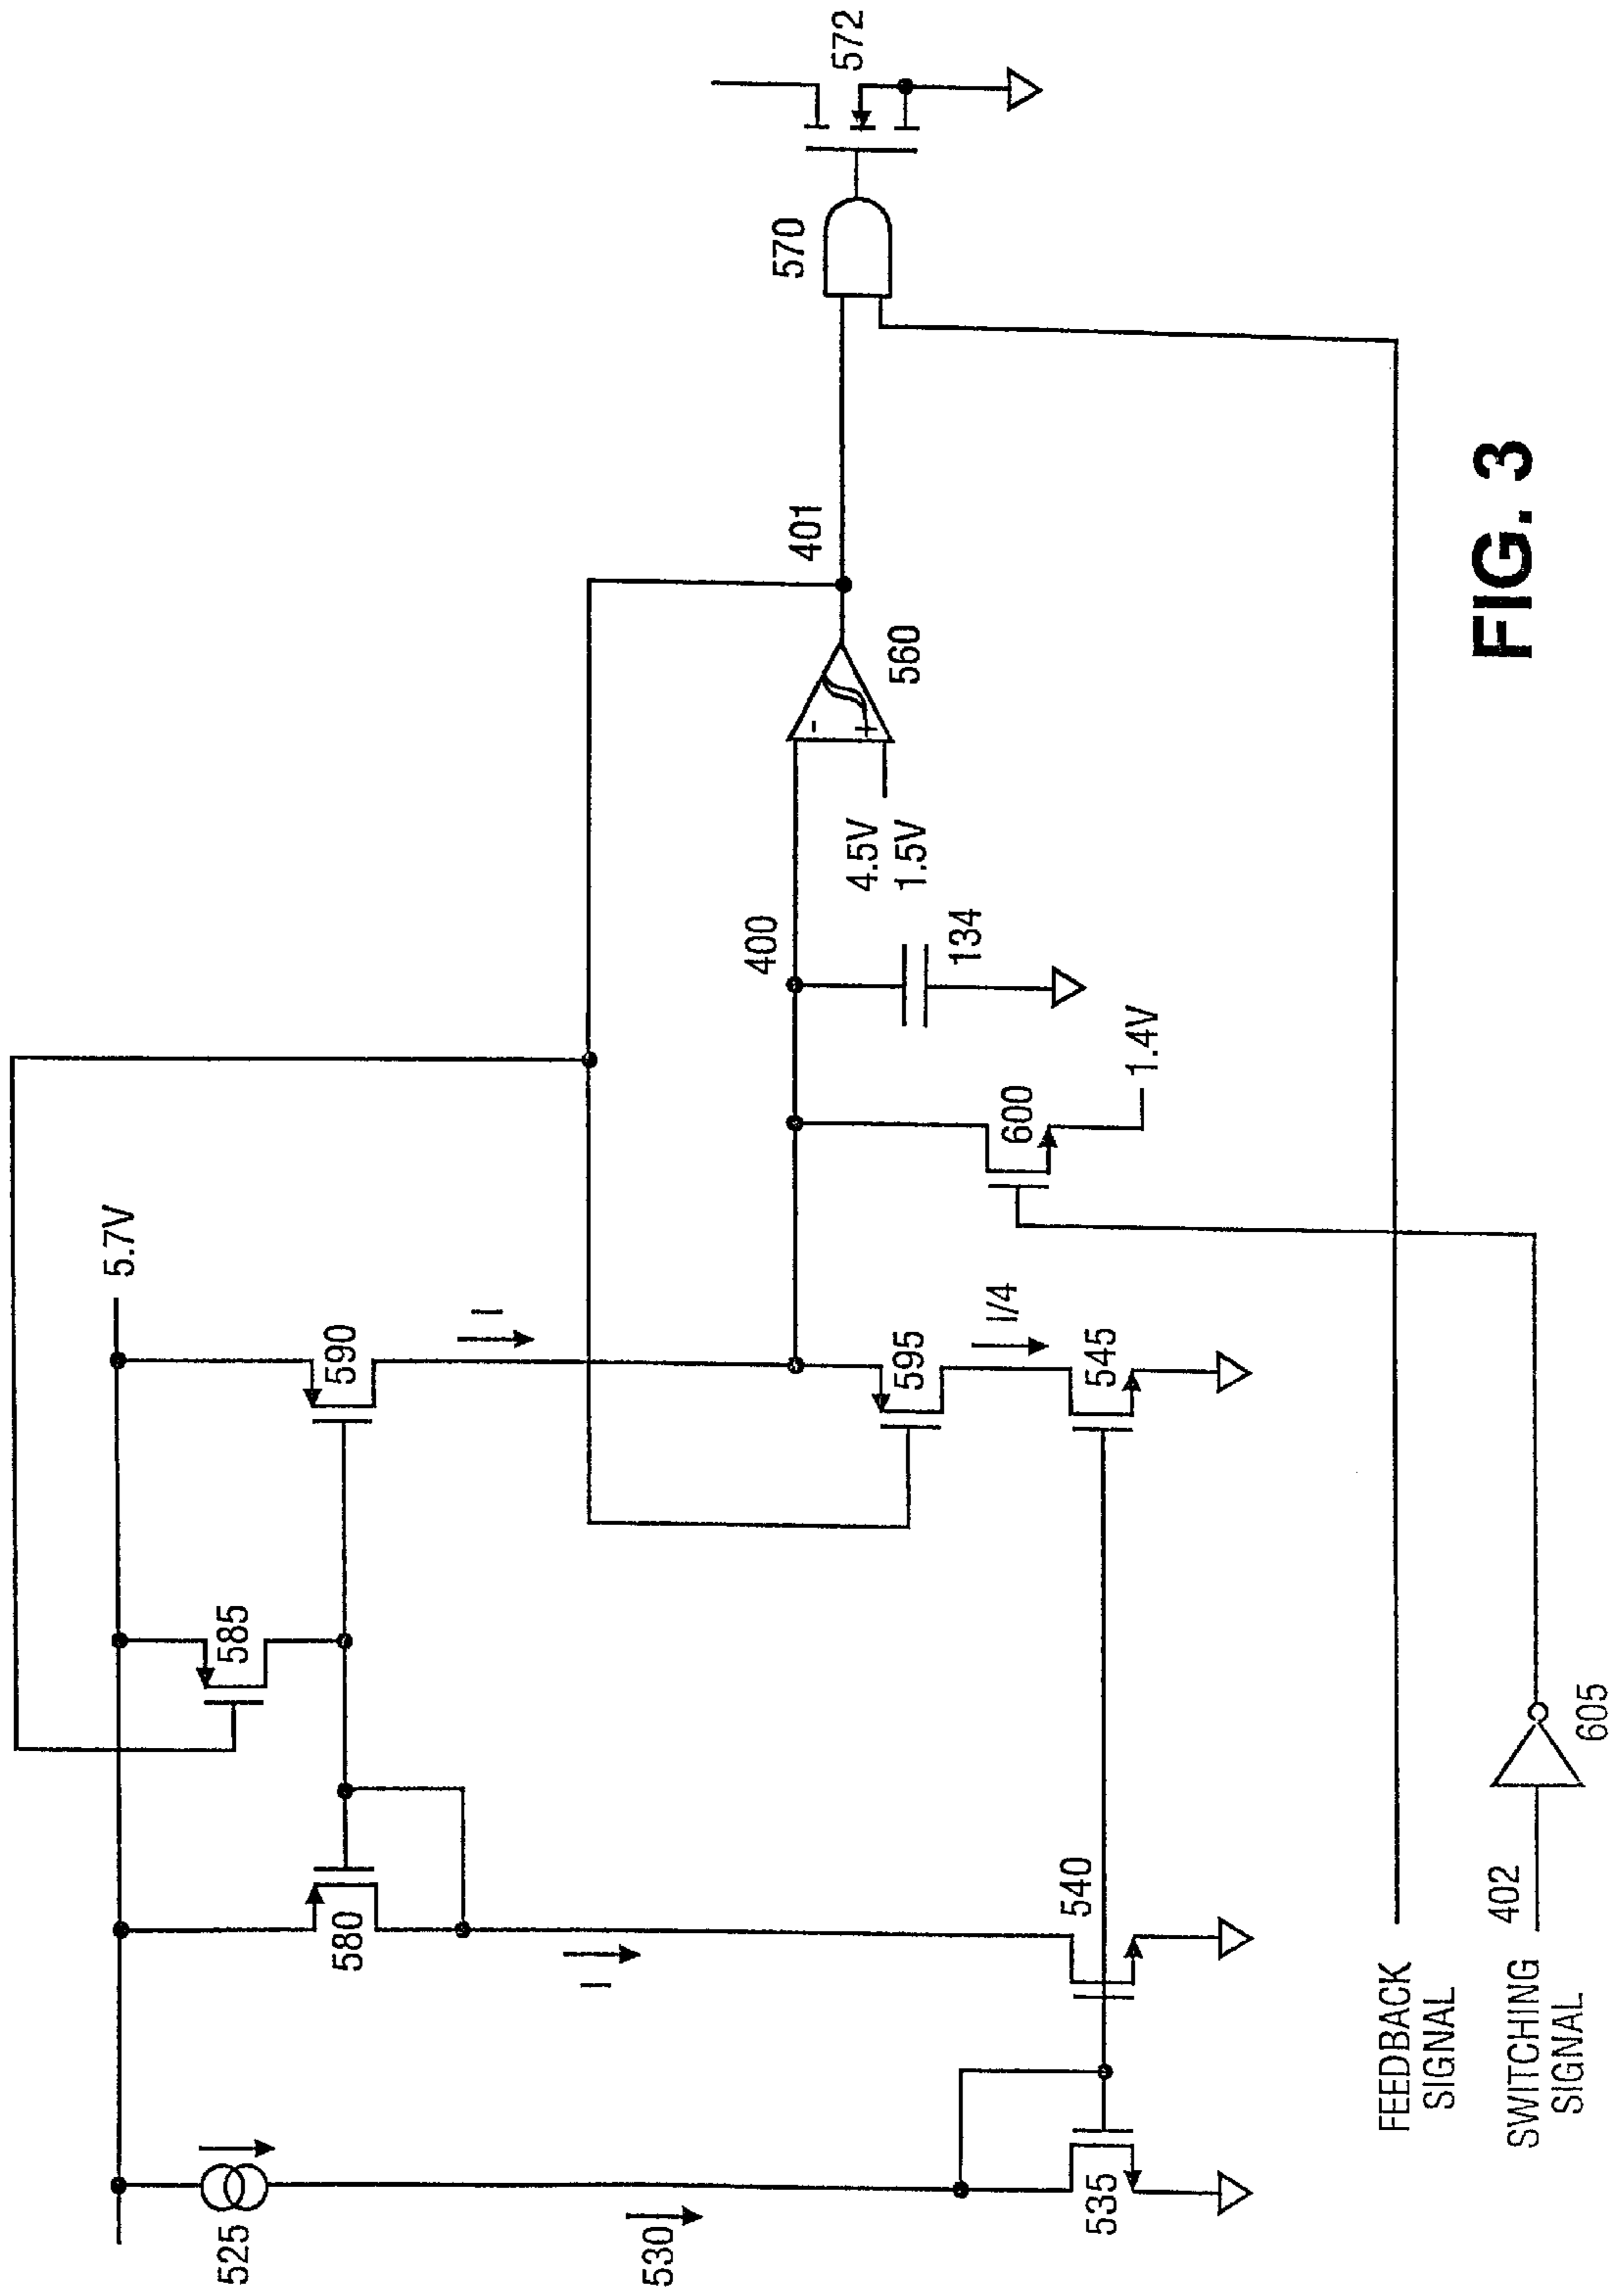 5.7V
525
530
535
580
I
540
585
590
I
595
I/4
545
600
1.4V
400
134
4.5V
1.5V
-
+
560
401
570
572
FEEDBACK
SIGNAL
SWITCHING
SIGNAL
402
605
FIG. 3